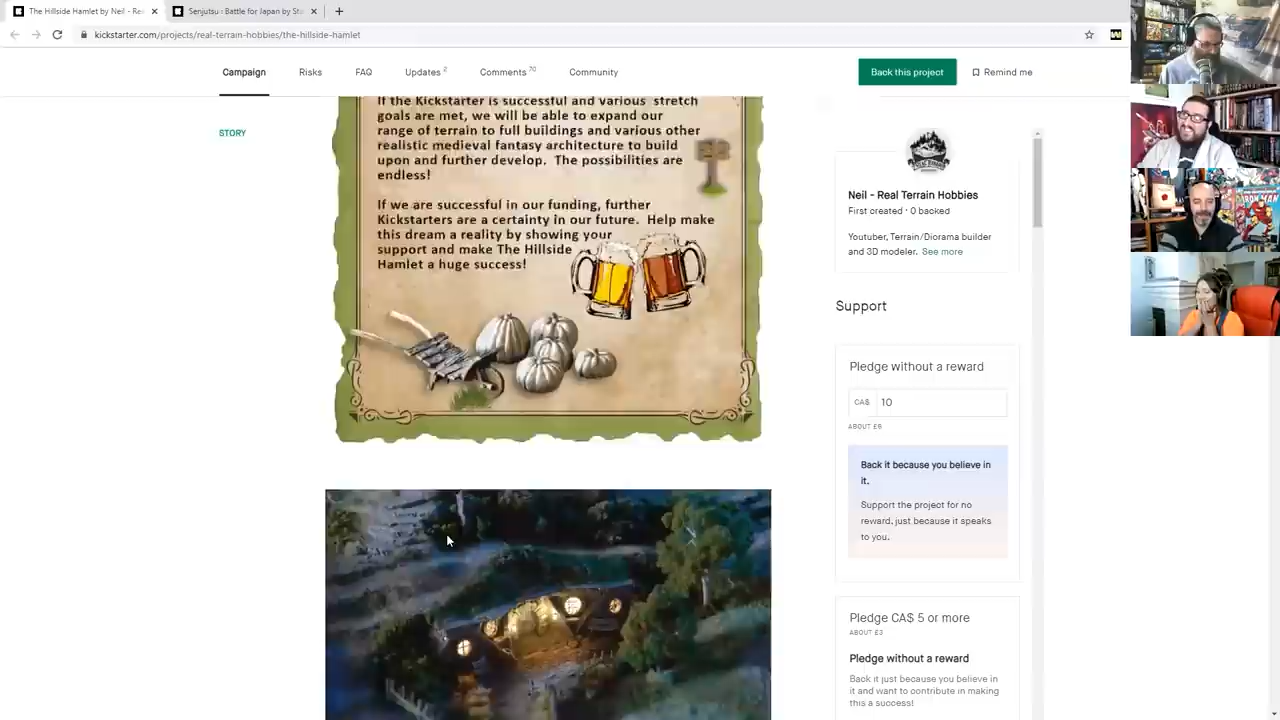 The Hillside Hamlet by Neil - Re
Senjutsu: Battle for Japan by St
kickstarter.com/projects/real-terrain-hobbies/the-hillside-hamlet
Campaign
Risks
FAQ
Updates 2
Comments 70
Community
Back this project
Remind me
STORY
If the Kickstarter is successful and various stretch
goals are met, we will be able to expand our
range of terrain to full buildings and various other
realistic medieval fantasy architecture to build
upon and further develop. The possibilities are
endless!
If we are successful in our funding, further
Kickstarters are a certainty in our future. Help make
this dream a reality by showing your
support and make The Hillside
Hamlet a huge success!
Neil - Real Terrain Hobbies
First created · 0 backed
Youtuber, Terrain/Diorama builder
and 3D modeler. See more
Support
Pledge without a reward
CA$ 10
ABOUT £6
Back it because you believe in
it.
Support the project for no
reward, just because it speaks
to you.
Pledge CA$ 5 or more
ABOUT £3
Pledge without a reward
Back it just because you believe in
it and want to contribute in making
this a success!
IRON MAN